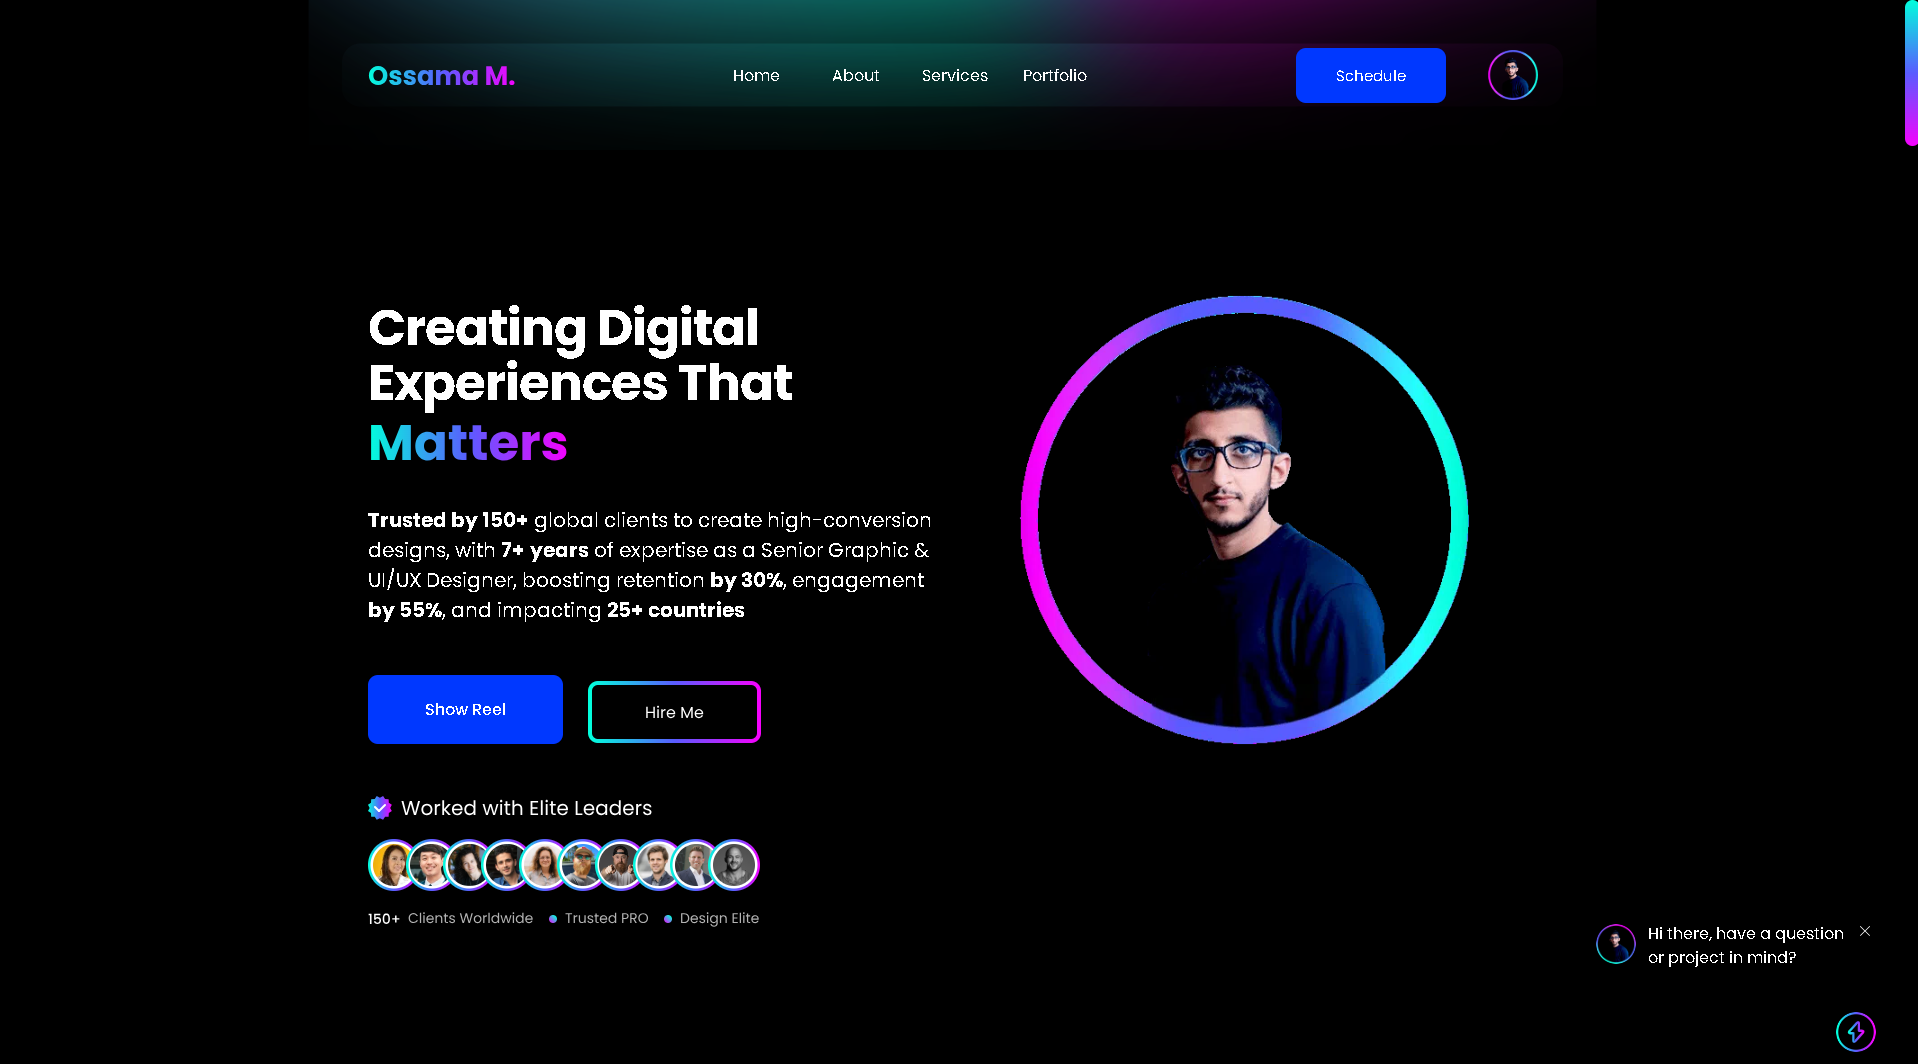 Ossama M.
Home About Services Portfolio
Schedule
Creating Digital
Experiences That
Matters
Trusted by 150+ global clients to create high-conversion
designs, with 7+ years of expertise as a Senior Graphic &
UI/UX Designer, boosting retention by 30%, engagement
by 55%, and impacting 25+ countries
Show Reel
Hire Me
Worked with Elite Leaders
150+ Clients Worldwide Trusted PRO Design Elite
Hi there, have a question
or project in mind?